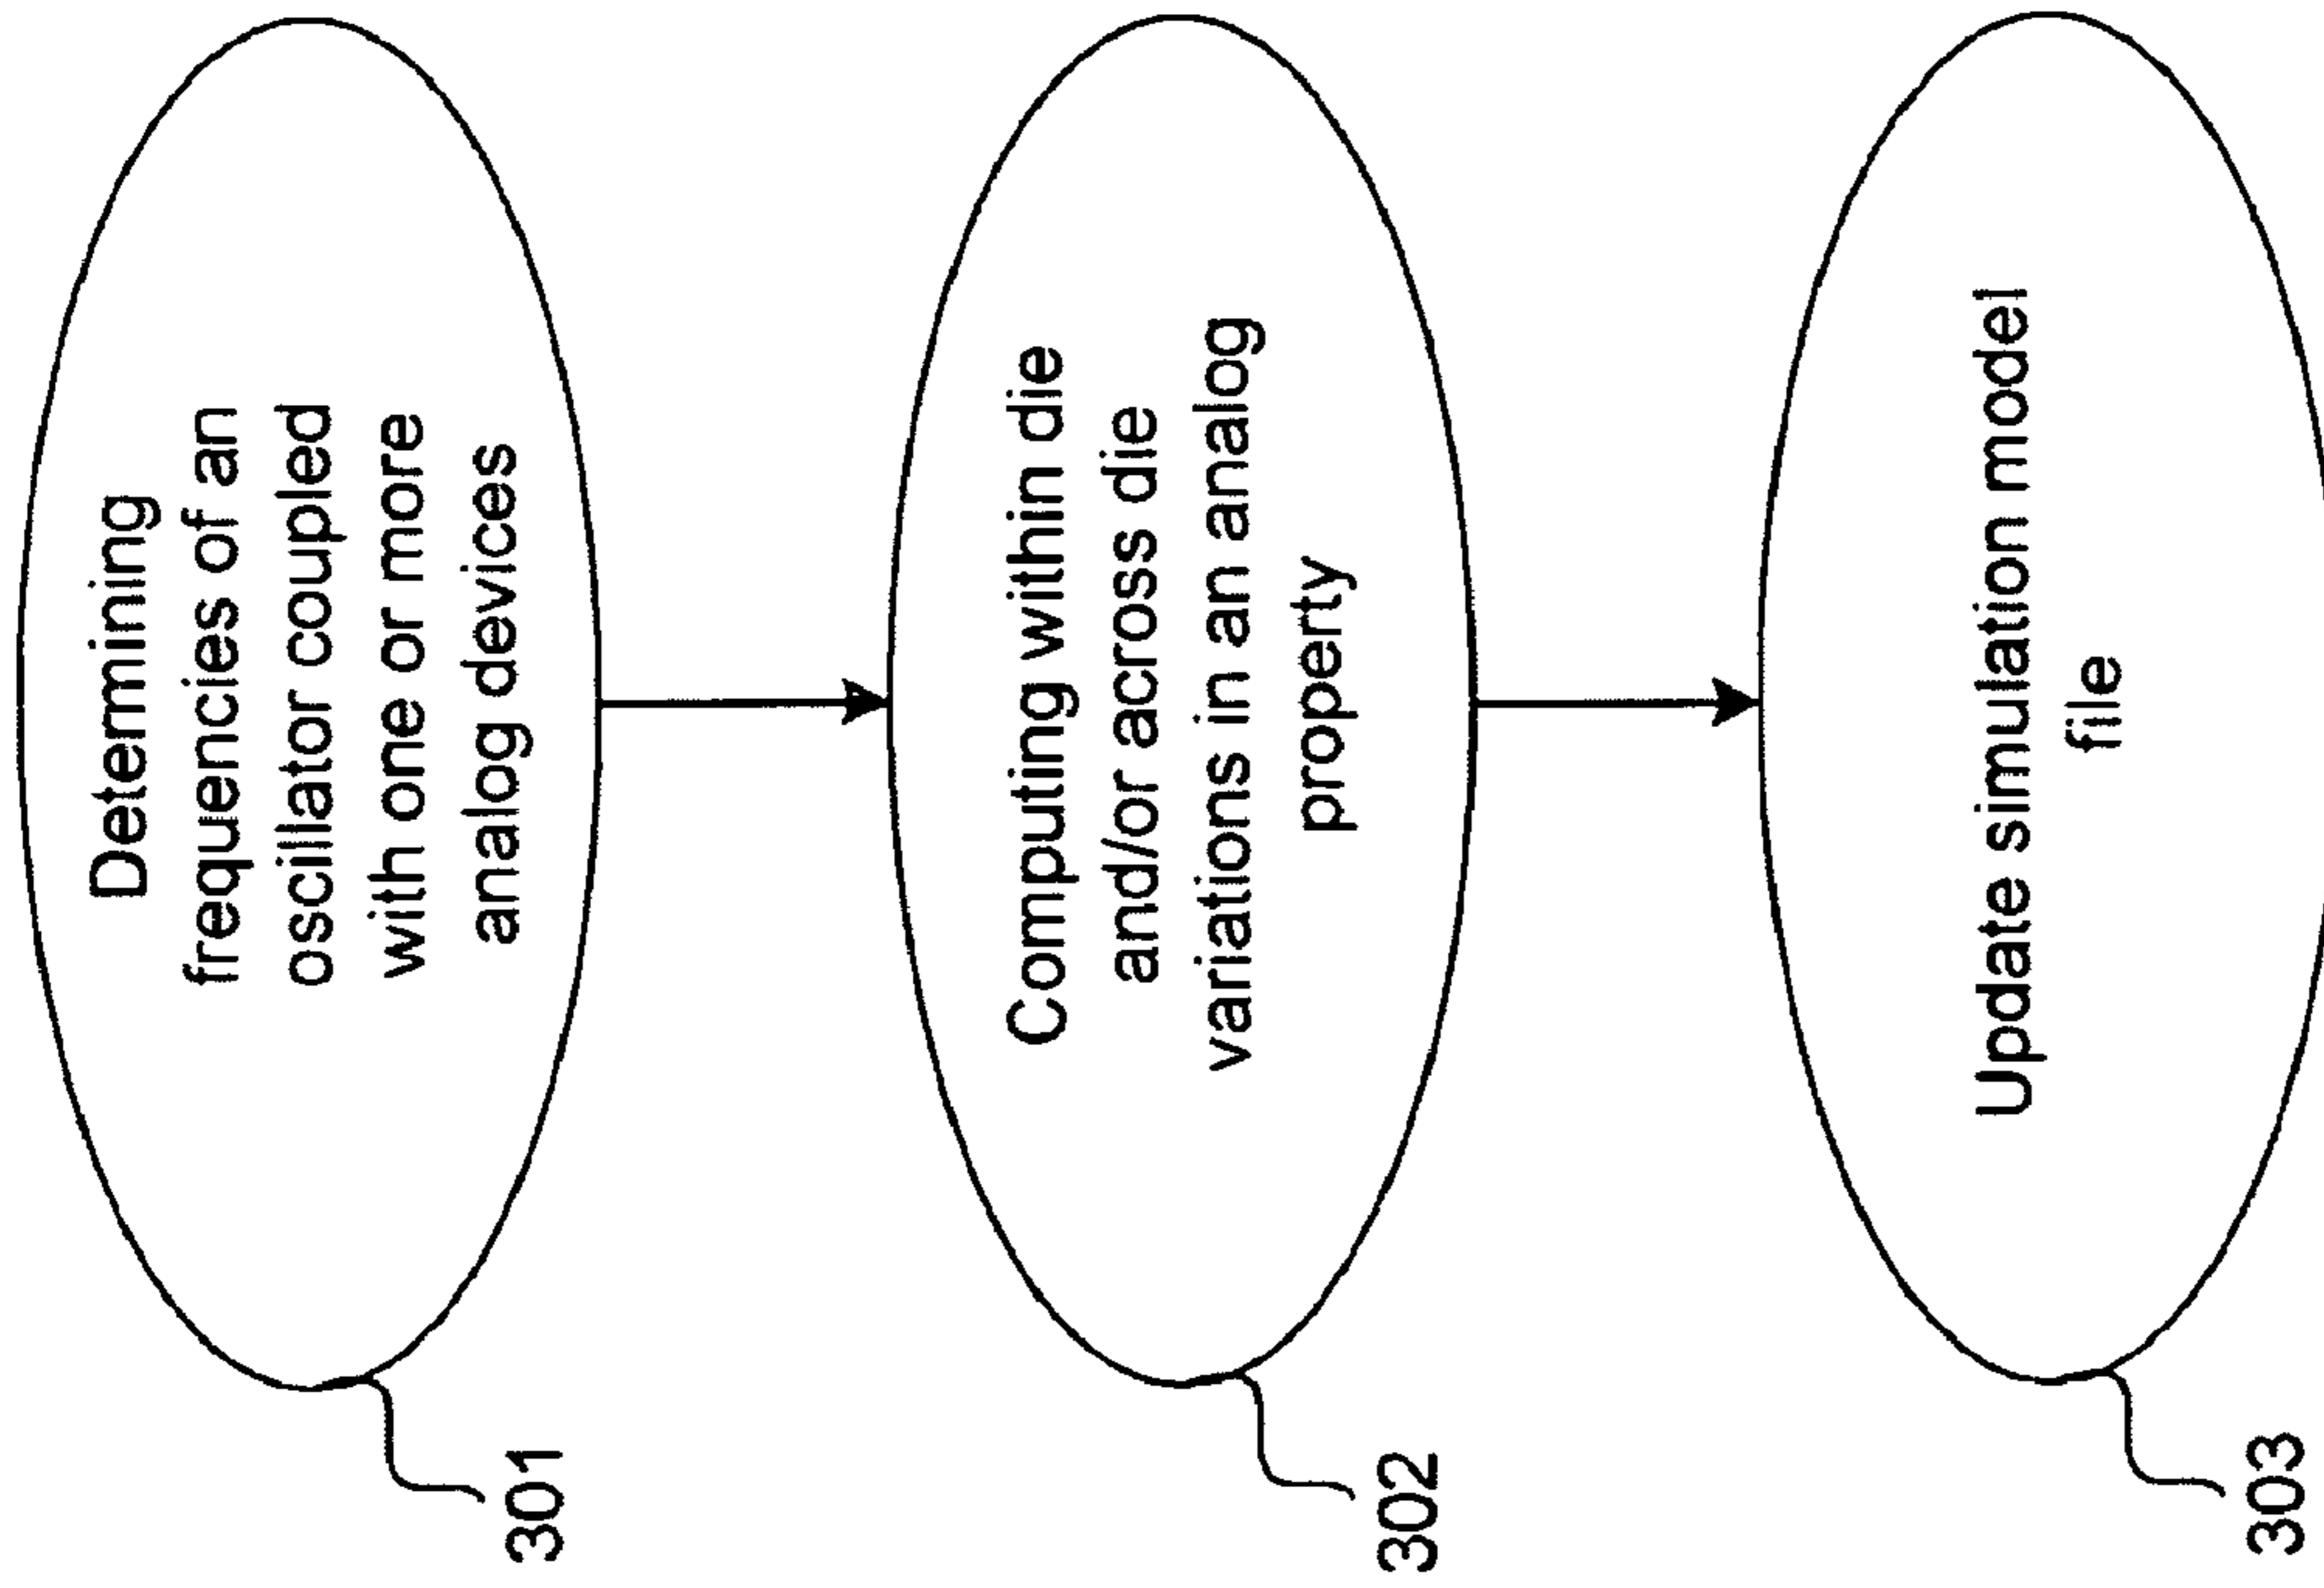 Determining
frequencies of an
oscillator coupled
with one or more
analog devices
301
Computing within die
and/or across die
variations in an analog
property
302
Update simulation model
file
303